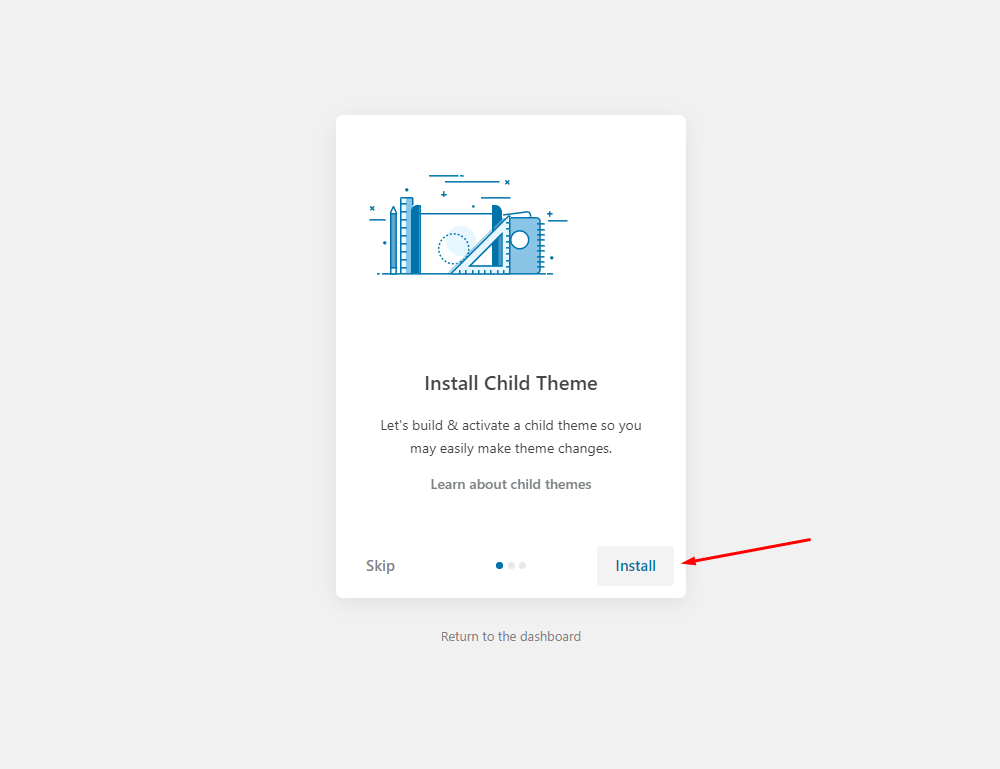 Install Child Theme
Let's build & activate a child theme so you
may easily make theme changes.
Learn about child themes
Skip
Install
Return to the dashboard